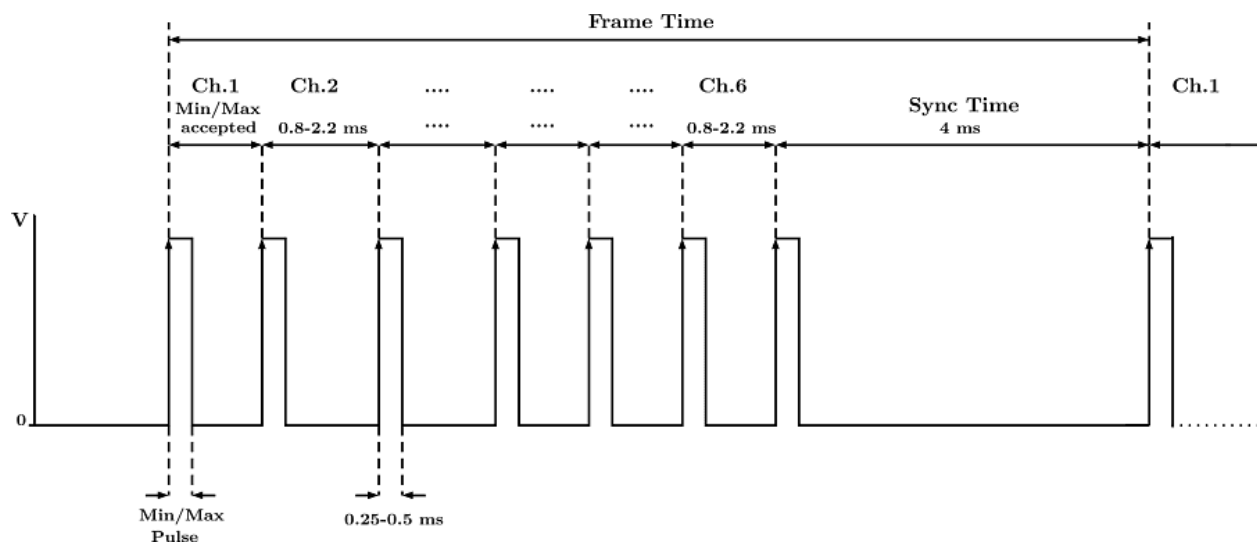 Frame Time
Ch.1 Ch.2 .... .... .... Ch.6 Ch.1
Min/Max
accepted 0.8-2.2 ms .... .... .... 0.8-2.2 ms Sync Time
4 ms
V
0
Min/Max
Pulse
0.25-0.5 ms